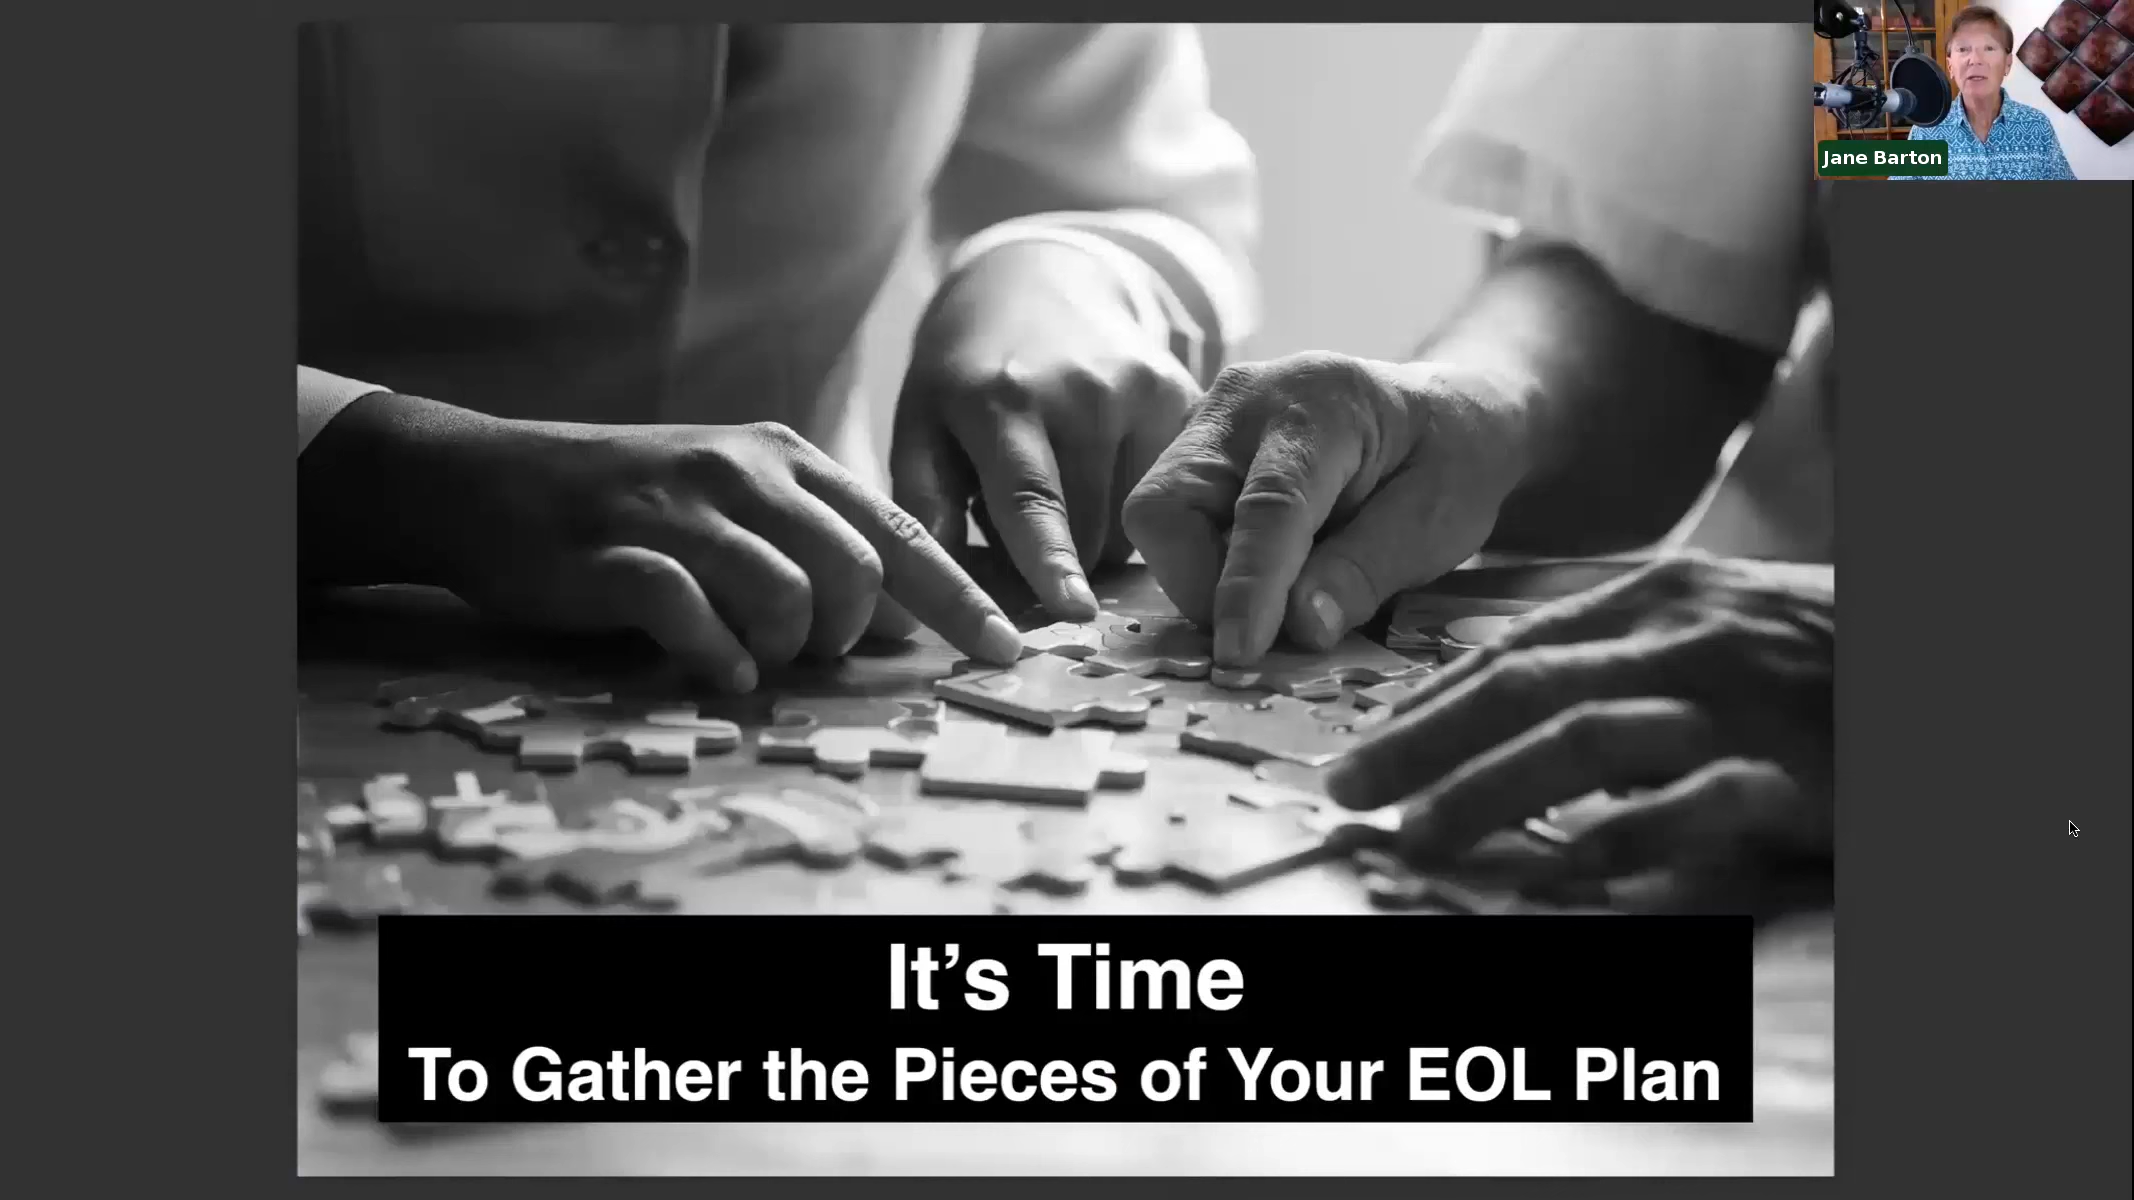 Jane Barton
It’s Time
To Gather the Pieces of Your EOL Plan